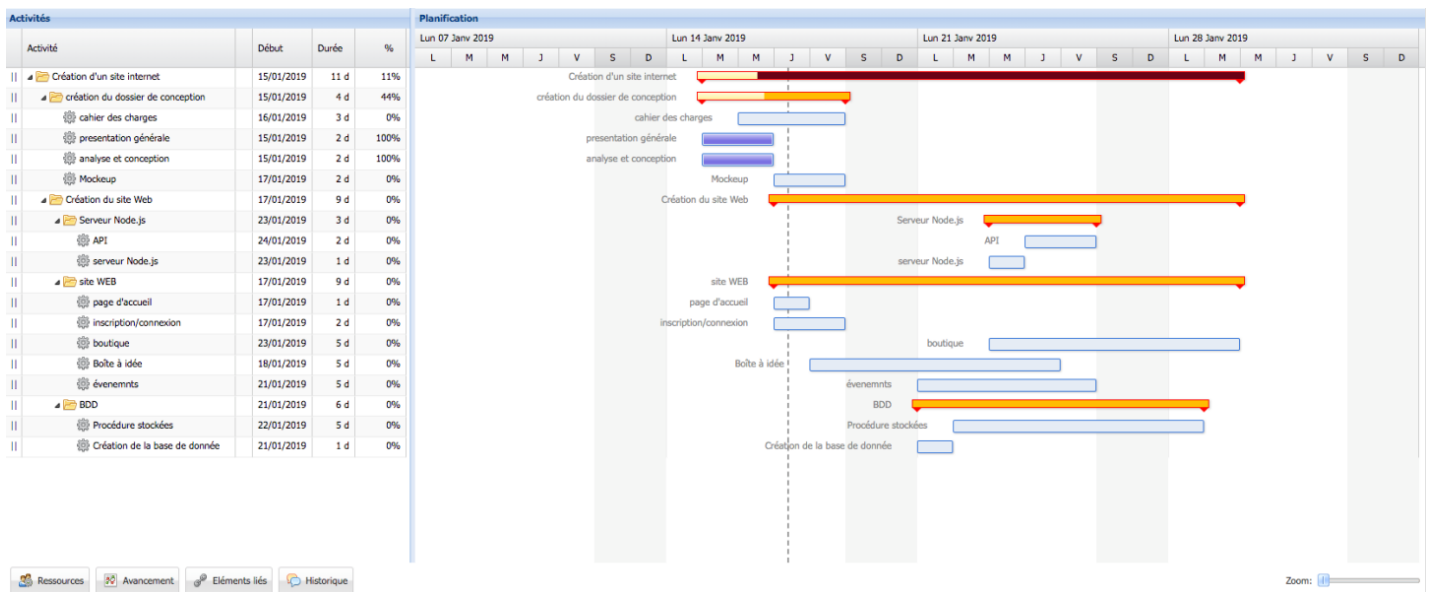 Activités
Planification
Activité Début Durée %
Lun 07 Janv 2019 Lun 14 Janv 2019 Lun 21 Janv 2019 Lun 28 Janv 2019
L M M J V S D L M M J V S D L M M J V S D L M M J V S D
Création d'un site internet 15/01/2019 11 d 11% Création d'un site internet
création du dossier de conception 15/01/2019 4 d 44% création du dossier de conception
cahier des charges 16/01/2019 3 d 0% cahier des charges
presentation générale 15/01/2019 2 d 100% presentation générale
analyse et conception 15/01/2019 2 d 100% analyse et conception
Mockeup 17/01/2019 2 d 0% Mockeup
Création du site Web 17/01/2019 9 d 0% Création du site Web
Serveur Node.js 23/01/2019 3 d 0% Serveur Node.js
API 24/01/2019 2 d 0% API
serveur Node.js 23/01/2019 1 d 0% serveur Node.js
site WEB 17/01/2019 9 d 0% site WEB
page d'accueil 17/01/2019 1 d 0% page d'accueil
inscription/connexion 17/01/2019 2 d 0% inscription/connexion
boutique 23/01/2019 5 d 0% boutique
Boîte à idée 18/01/2019 5 d 0% Boîte à idée
évenemnts 21/01/2019 5 d 0% évenemnts
BDD 21/01/2019 6 d 0% BDD
Procédure stockées 22/01/2019 5 d 0% Procédure stockées
Création de la base de donnée 21/01/2019 1 d 0% Création de la base de donnée
Ressources Avancement Eléments liés Historique Zoom: